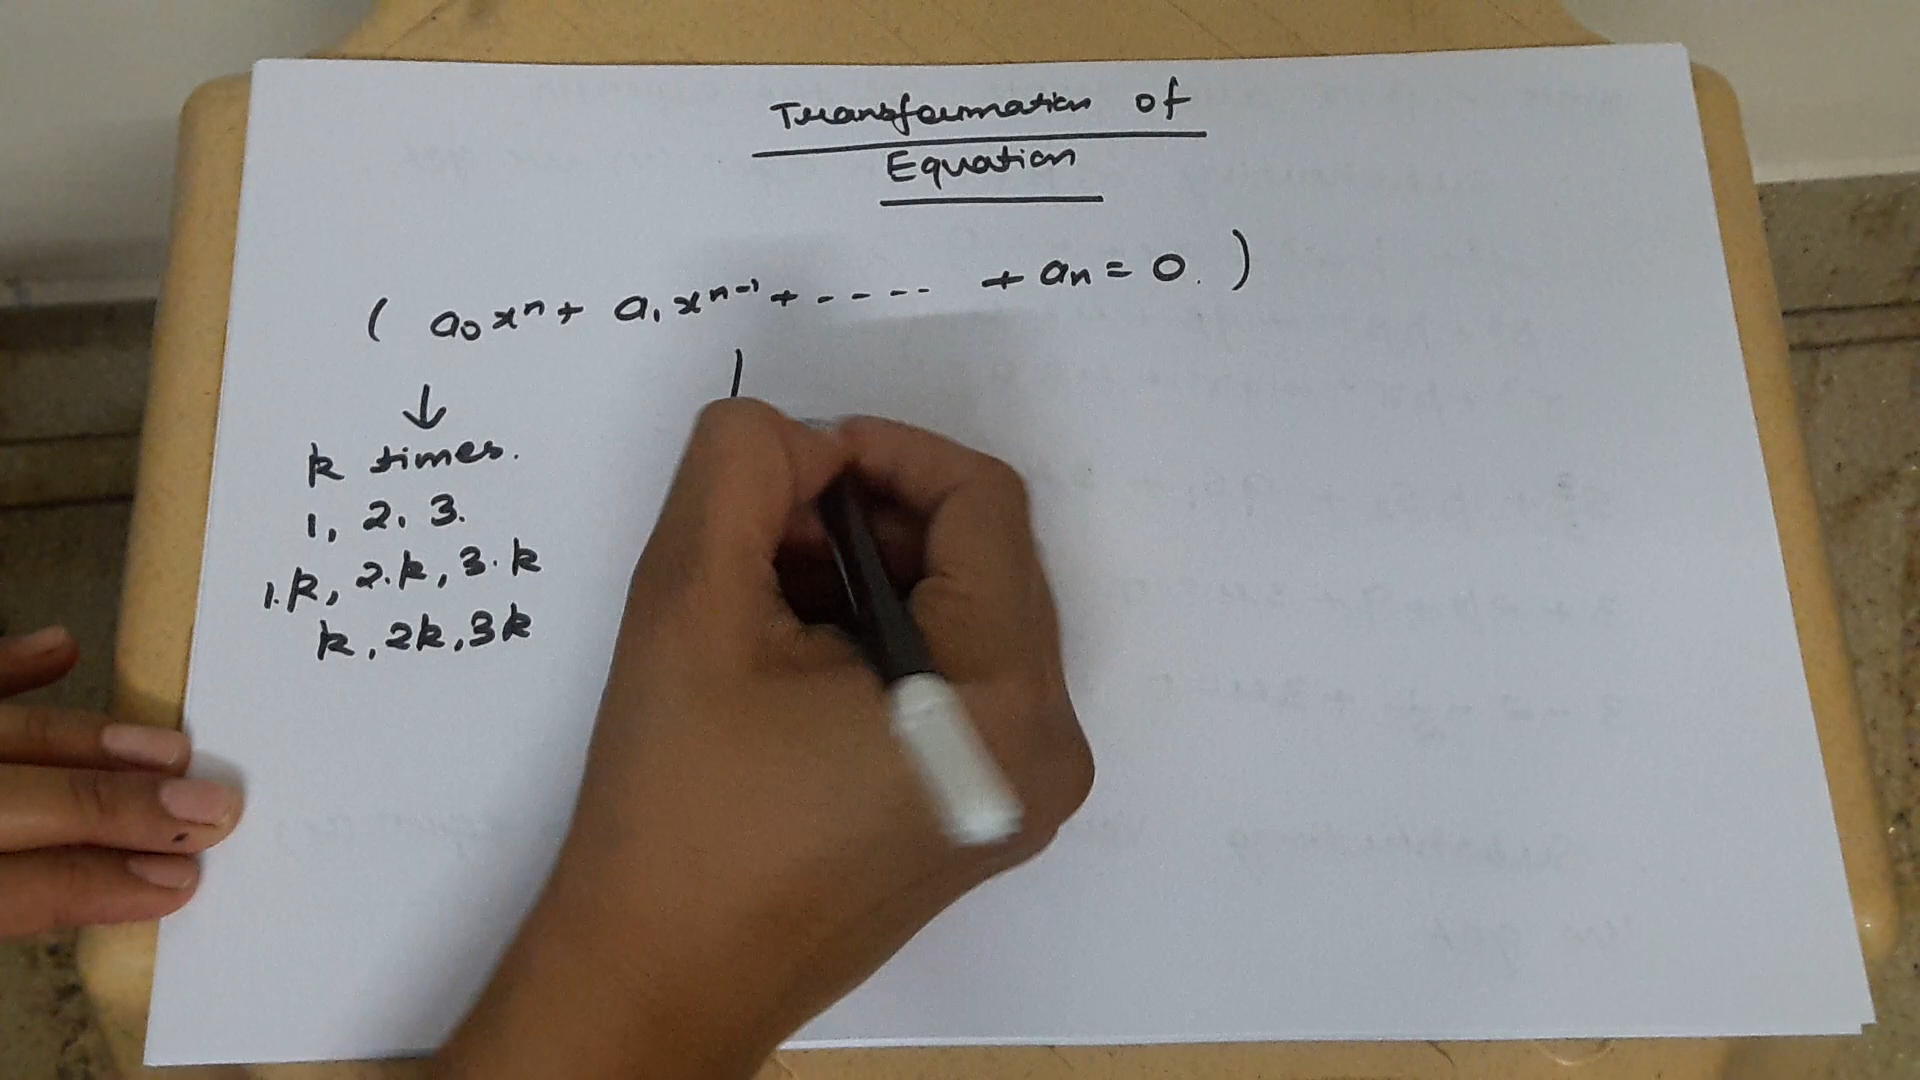 Transformation of
Equation
( a₀xⁿ + a₁xⁿ⁻¹ + ----- + aₙ = 0. )
↓
k times.
1, 2, 3.
1.k, 2.k, 3.k
k, 2k, 3k